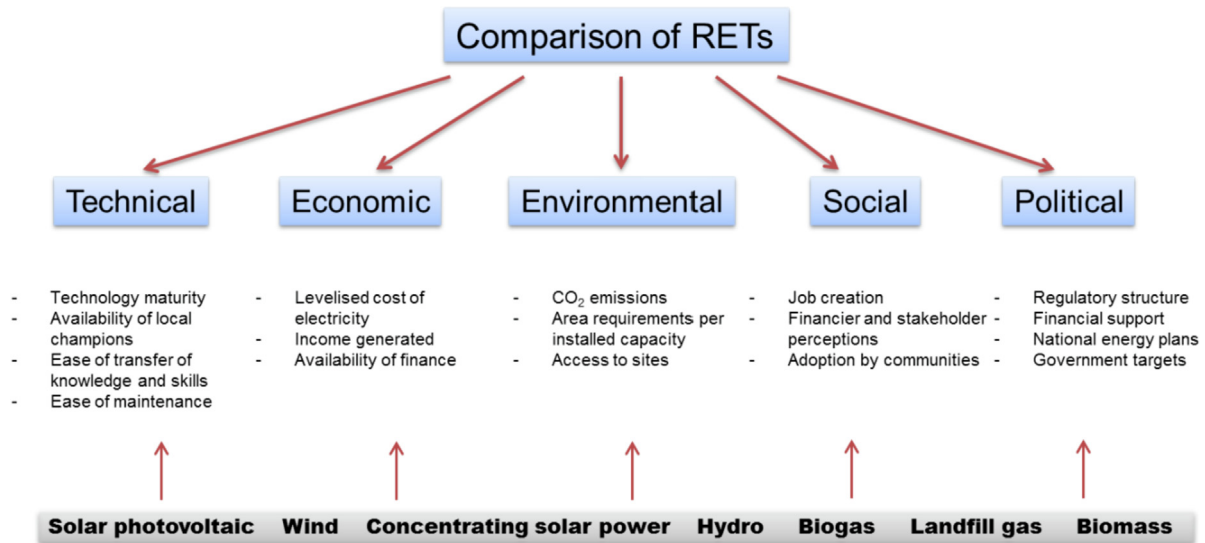 Comparison of RETs
Technical
Economic
Environmental
Social
Political
- Technology maturity
- Availability of local
champions
- Ease of transfer of
knowledge and skills
- Ease of maintenance
- Levelised cost of
electricity
- Income generated
- Availability of finance
- CO₂ emissions
- Area requirements per
installed capacity
- Access to sites
- Job creation
- Financier and stakeholder
perceptions
- Adoption by communities
- Regulatory structure
- Financial support
- National energy plans
- Government targets
Solar photovoltaic Wind Concentrating solar power Hydro Biogas Landfill gas Biomass